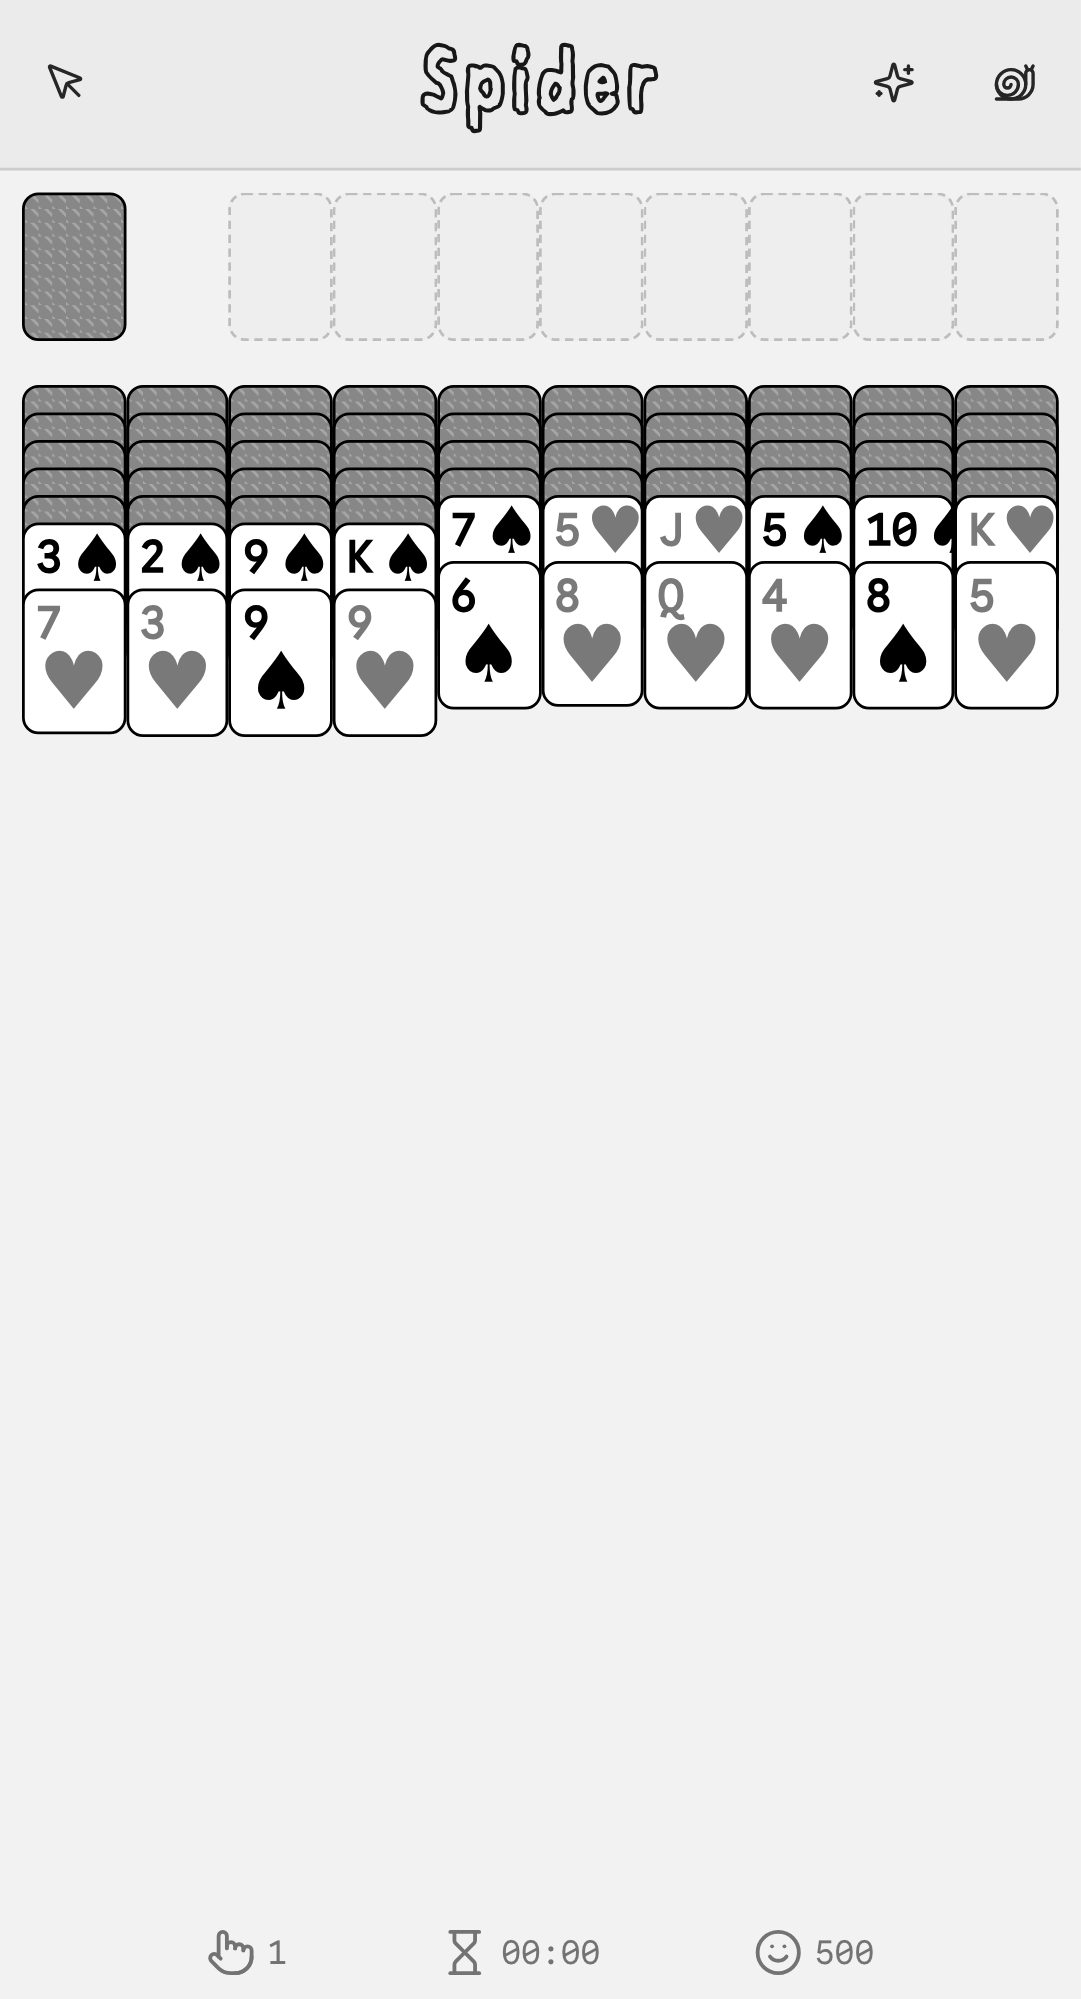 Spider
7♠ 5♥ J♥ 5♠ 10♠ K♥
3♠ 2♠ 9♠ K♠
6♠ 8♥ Q♥ 4♥ 8♠ 5♥
7♥ 3♥ 9♠ 9♥
1 00:00 500